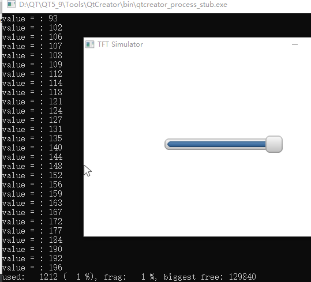 D:\QT\QT5_9\Tools\QtCreator\bin\qtcreator_process_stub.exe
value = : 93
value = : 102
value = : 106
value = : 107
value = : 108
value = : 109
value = : 112
value = : 114
value = : 118
value = : 121
value = : 124
value = : 127
value = : 131
value = : 135
value = : 140
value = : 144
value = : 148
value = : 152
value = : 156
value = : 159
value = : 163
value = : 167
value = : 172
value = : 177
value = : 184
value = : 190
value = : 192
value = : 196
used: 1212 ( 1 %), frag: 1 %, biggest free: 129840
TFT Simulator